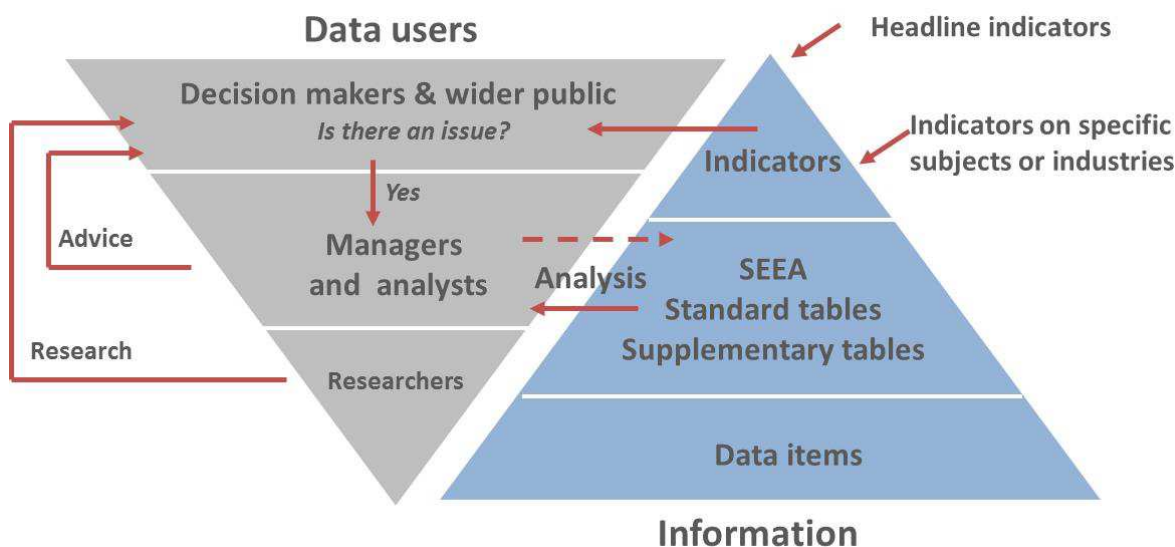 Data users
Decision makers & wider public
Is there an issue?
Yes
Managers
and analysts
Researchers
Advice
Research
Analysis
Headline indicators
Indicators on specific
subjects or industries
Indicators
SEEA
Standard tables
Supplementary tables
Data items
Information